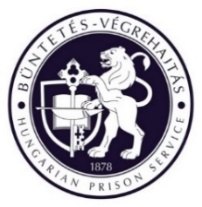 BÜNTETÉS-VÉGREHAJTÁS
HUNGARIAN PRISON SERVICE
1878